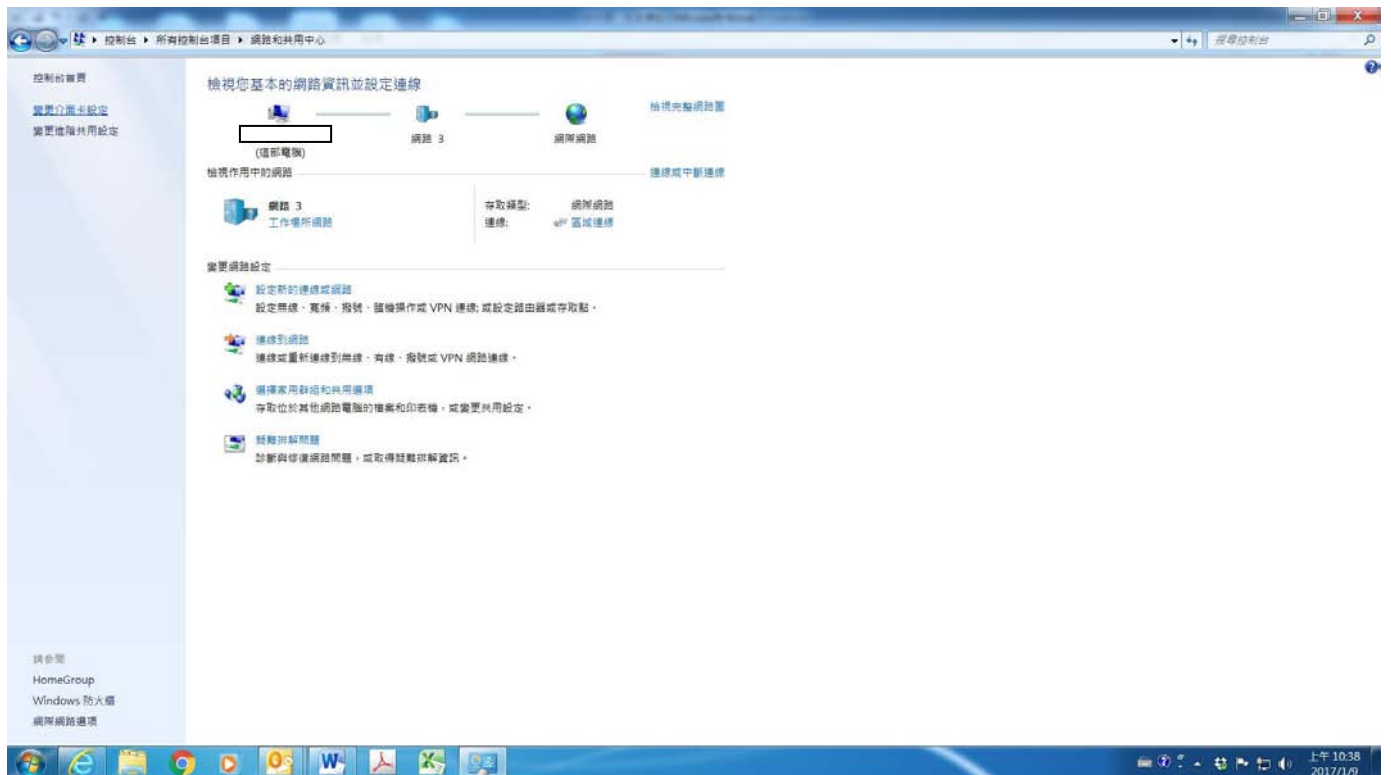 控制台 ▸ 所有控制台項目 ▸ 網路和共用中心
搜尋控制台
控制台首頁
變更介面卡設定
變更進階共用設定
檢視您基本的網路資訊並設定連線
檢視完整網路圖
網路 3
網際網路
(這部電腦)
檢視作用中的網路
連線或中斷連線
網路 3
工作場所網路
存取類型: 網際網路
連線: 區域連線
變更網路設定
設定新的連線或網路
設定無線、寬頻、撥號、臨機操作或 VPN 連線; 或設定路由器或存取點。
連線到網路
連線或重新連線到無線、有線、撥號或 VPN 網路連線。
選擇家用群組和共用選項
存取位於其他網路電腦的檔案和印表機,或變更共用設定。
疑難排解問題
診斷與修復網路問題,或取得疑難排解資訊。
請參閱
HomeGroup
Windows 防火牆
網際網路選項
上午 10:38
2017/1/9